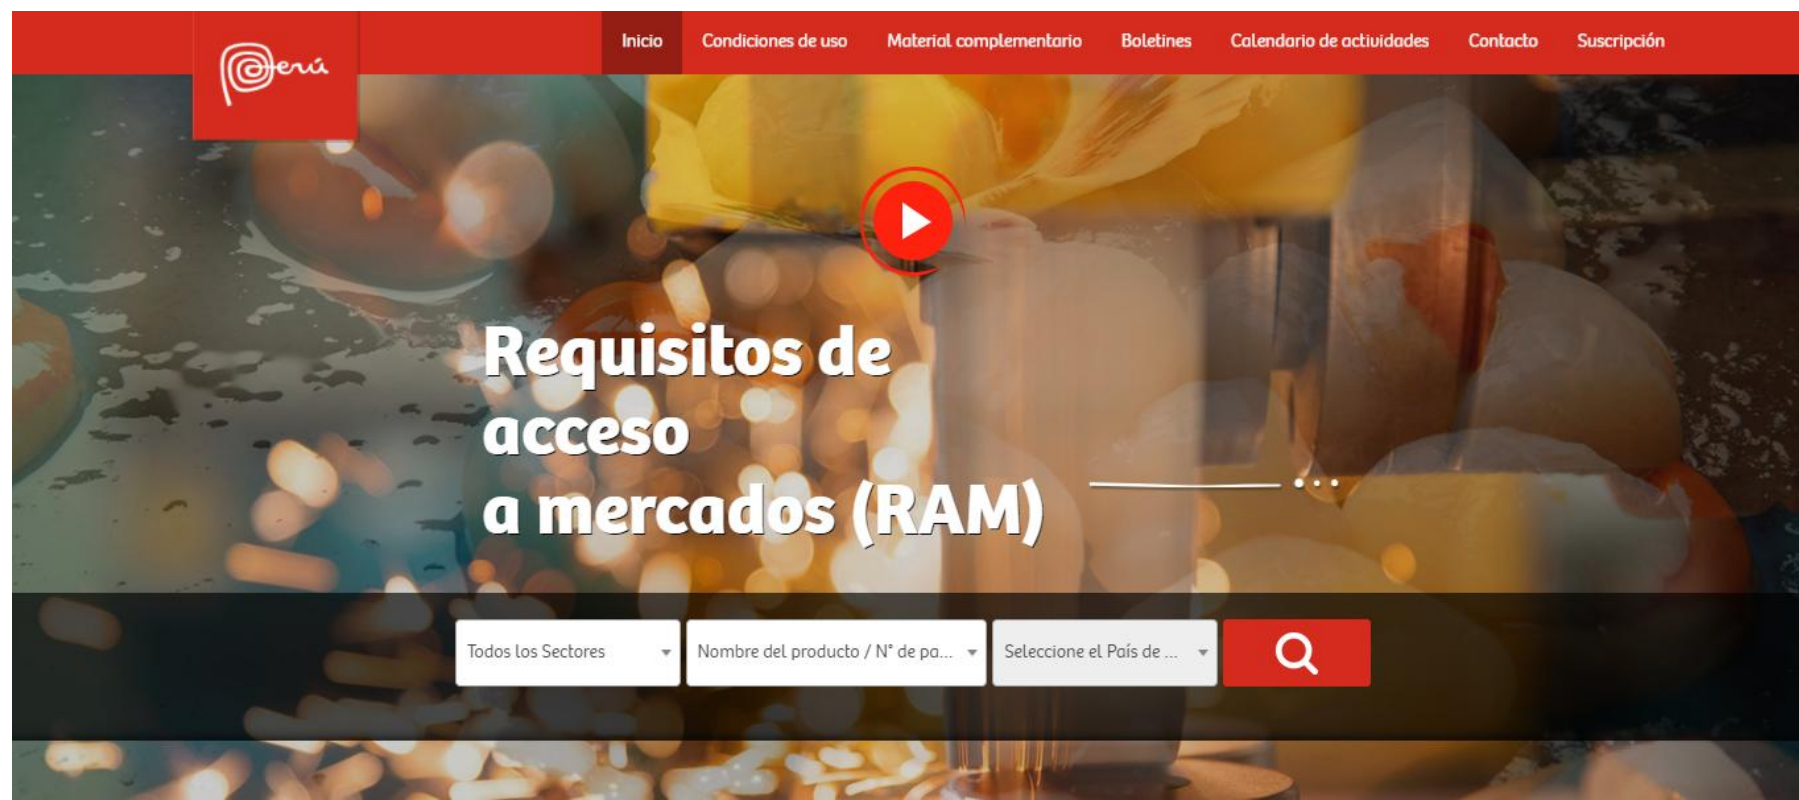 Perú
Inicio
Condiciones de uso
Material complementario
Boletines
Calendario de actividades
Contacto
Suscripción
Requisitos de
acceso
a mercados (RAM)
Todos los Sectores
Nombre del producto / N° de pa...
Seleccione el País de ...